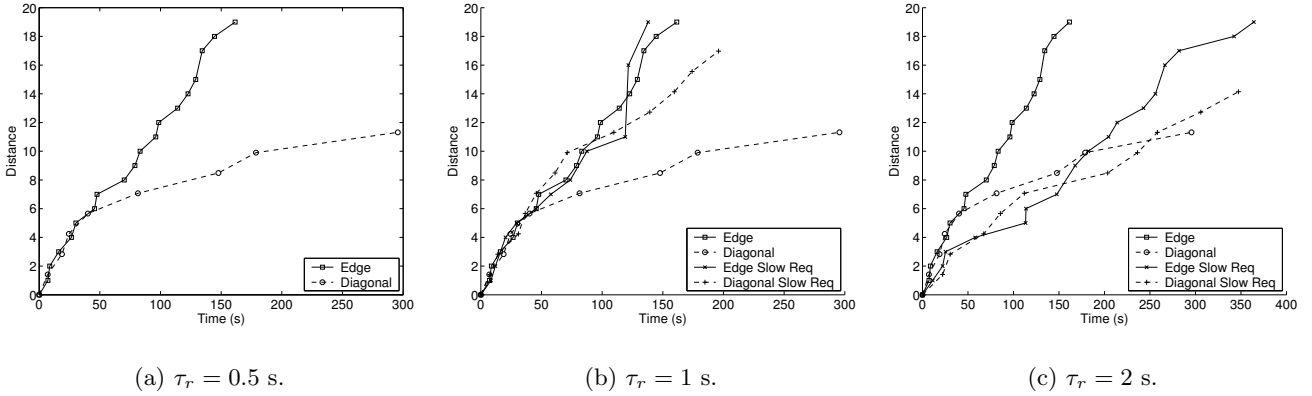 20
18
16
14
12
10
8
6
4
2
0
Distance
0 50 100 150 200 250 300
Time (s)
Edge
Diagonal
(a) τr = 0.5 s.
20
18
16
14
12
10
8
6
4
2
0
Distance
0 50 100 150 200 250 300
Time (s)
Edge
Diagonal
Edge Slow Req
Diagonal Slow Req
(b) τr = 1 s.
20
18
16
14
12
10
8
6
4
2
0
Distance
0 50 100 150 200 250 300 350 400
Time (s)
Edge
Diagonal
Edge Slow Req
Diagonal Slow Req
(c) τr = 2 s.